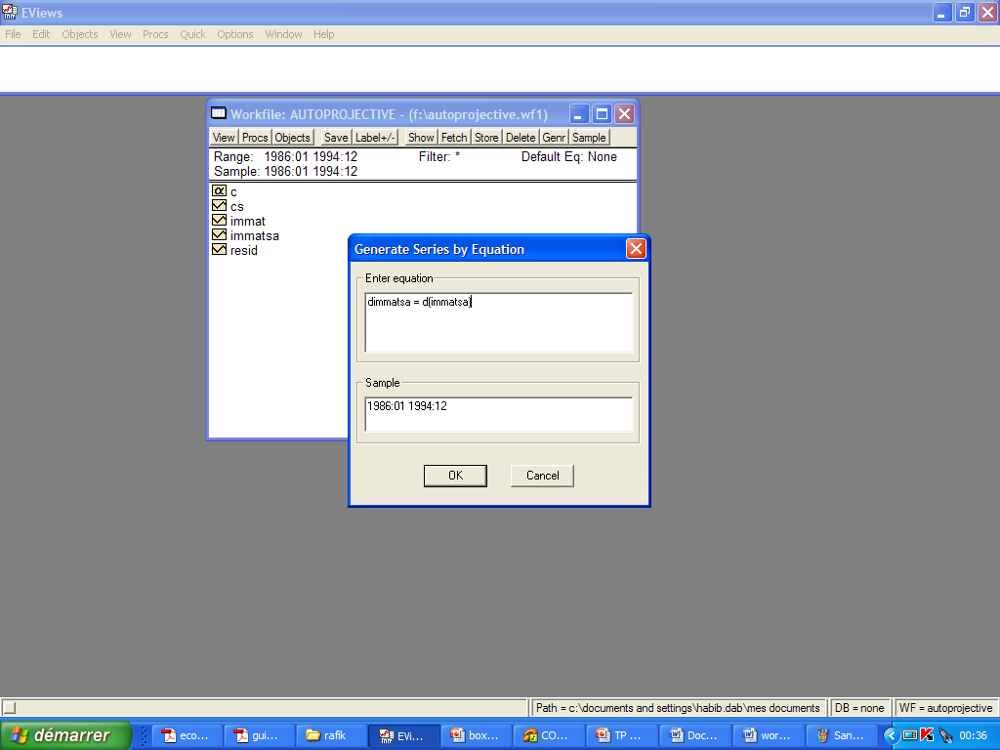 EViews
File Edit Objects View Procs Quick Options Window Help
Workfile: AUTOPROJECTIVE - (f:\autoprojective.wf1)
View Procs Objects Save Label+/- Show Fetch Store Delete Genr Sample
Range: 1986:01 1994:12 Filter: * Default Eq: None
Sample: 1986:01 1994:12
c
cs
immat
immatsa
resid
Generate Series by Equation
Enter equation
dimmatsa = d(immatsa)
Sample
1986:01 1994:12
OK Cancel
Path = c:\documents and settings\habib.dab\mes documents DB = none WF = autoprojective
démarrer eco... gui... rafik EVi... box... CO... TP ... Doc... wor... San... 00:36